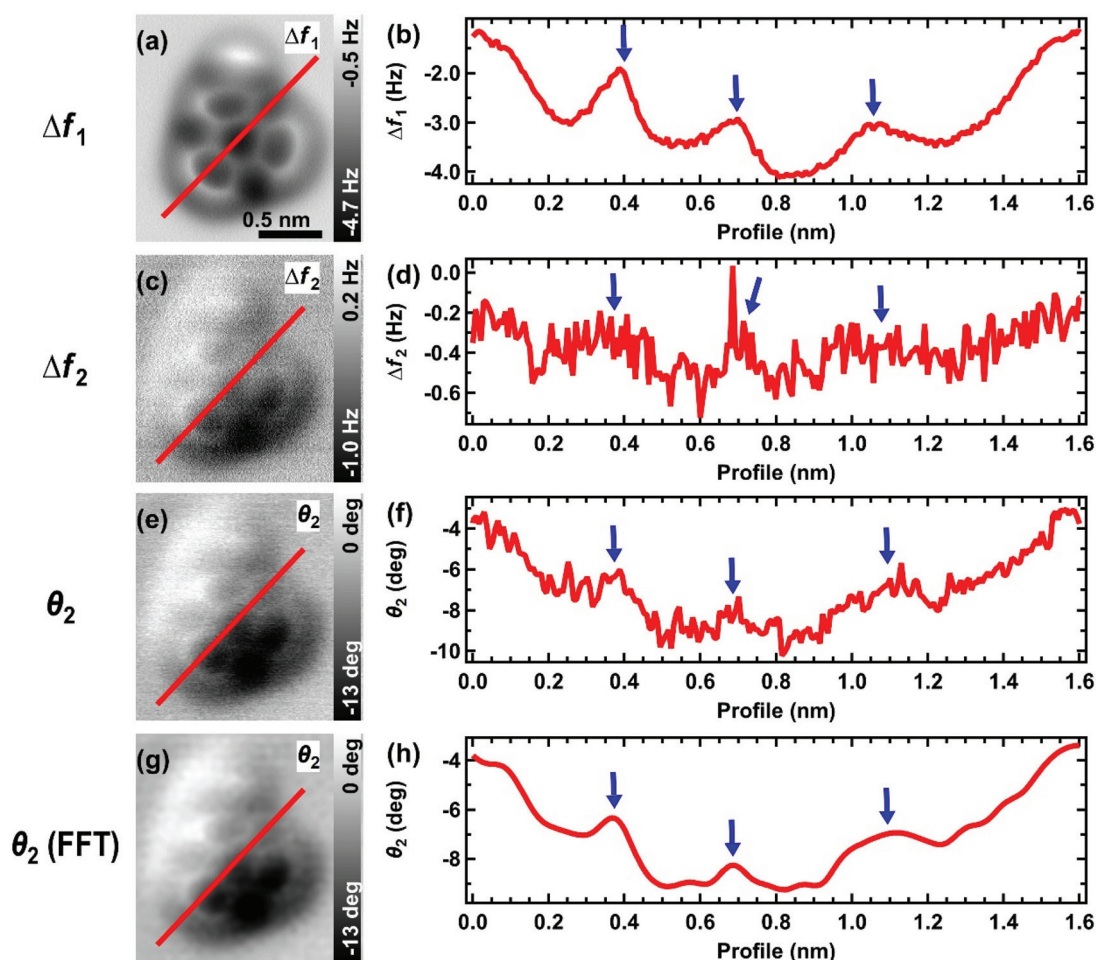 Δf1
(a)
Δf1
-0.5 Hz
-4.7 Hz
0.5 nm
(b)
Δf1 (Hz)
-2.0
-3.0
-4.0
0.0 0.2 0.4 0.6 0.8 1.0 1.2 1.4 1.6
Profile (nm)
Δf2
(c)
Δf2
0.2 Hz
-1.0 Hz
(d)
Δf2 (Hz)
0.0
-0.2
-0.4
-0.6
0.0 0.2 0.4 0.6 0.8 1.0 1.2 1.4 1.6
Profile (nm)
θ2
(e)
θ2
0 deg
-13 deg
(f)
θ2 (deg)
-4
-6
-8
-10
0.0 0.2 0.4 0.6 0.8 1.0 1.2 1.4 1.6
Profile (nm)
θ2 (FFT)
(g)
θ2
0 deg
-13 deg
(h)
θ2 (deg)
-4
-6
-8
0.0 0.2 0.4 0.6 0.8 1.0 1.2 1.4 1.6
Profile (nm)